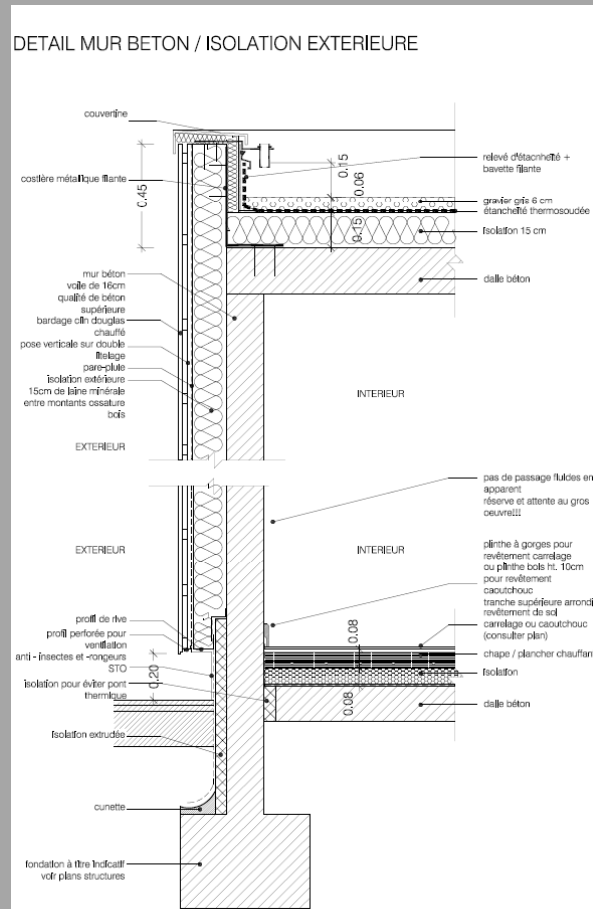 DETAIL MUR BETON / ISOLATION EXTERIEURE
couvertine
costière métallique filante
0.45
mur béton
voile de 16cm
qualité de béton
supérieure
bardage clin douglas
chauffé
pose verticale sur double
litelage
pare-pluie
isolation extérieure
15cm de laine minérale
entre montants ossature
bois
EXTERIEUR
EXTERIEUR
profil de rive
profil perforée pour
ventilation
anti - insectes et -rongeurs
STO
isolation pour éviter pont
thermique
0.20
isolation extrudée
cunette
fondation à titre indicatif
voir plans structures
0.15
0.06
0.15
relevé d'étacnheité +
bavette filante
gravier gris 6 cm
étancheité thermosoudée
isolation 15 cm
dalle béton
INTERIEUR
pas de passage fluides en
apparent
réserve et attente au gros
oeuvre!!!
INTERIEUR
plinthe à gorges pour
revêtement carrelage
ou plinthe bois ht. 10cm
pour revêtement
caoutchouc
tranche supérieure arrondi
revêtement de sol
carrelage ou caoutchouc
(consulter plan)
0.08
chape / plancher chauffant
isolation
0.08
dalle béton